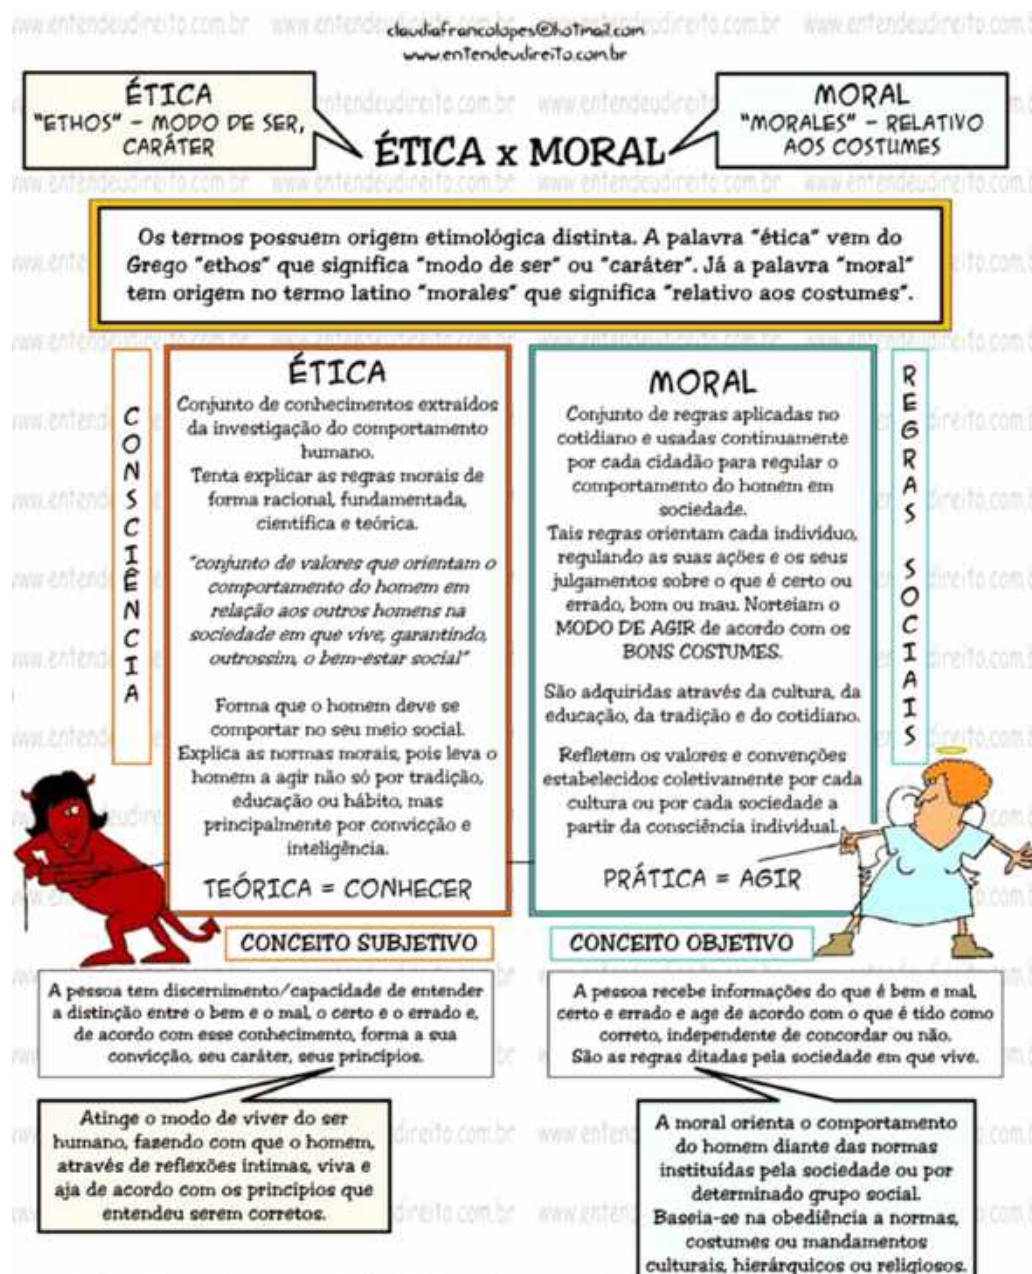 claudiafrancolopes@hotmail.com
www.entendeudireito.com.br
ÉTICA
"ETHOS" - MODO DE SER,
CARÁTER
MORAL
"MORALES" - RELATIVO
AOS COSTUMES
ÉTICA x MORAL
Os termos possuem origem etimológica distinta. A palavra "ética" vem do
Grego "ethos" que significa "modo de ser" ou "caráter". Já a palavra "moral"
tem origem no termo latino "morales" que significa "relativo aos costumes".
CONSCIÊNCIA
ÉTICA
Conjunto de conhecimentos extraídos
da investigação do comportamento
humano.
Tenta explicar as regras morais de
forma racional, fundamentada,
científica e teórica.
"conjunto de valores que orientam o
comportamento do homem em
relação aos outros homens na
sociedade em que vive, garantindo,
outrossim, o bem-estar social"
Forma que o homem deve se
comportar no seu meio social.
Explica as normas morais, pois leva o
homem a agir não só por tradição,
educação ou hábito, mas
principalmente por convicção e
inteligência.
TEÓRICA = CONHECER
MORAL
Conjunto de regras aplicadas no
cotidiano e usadas continuamente
por cada cidadão para regular o
comportamento do homem em
sociedade.
Tais regras orientam cada indivíduo,
regulando as suas ações e os seus
julgamentos sobre o que é certo ou
errado, bom ou mau. Norteiam o
MODO DE AGIR de acordo com os
BONS COSTUMES.
São adquiridas através da cultura, da
educação, da tradição e do cotidiano.
Refletem os valores e convenções
estabelecidos coletivamente por cada
cultura ou por cada sociedade a
partir da consciência individual.
PRÁTICA = AGIR
REGRAS SOCIAIS
CONCEITO SUBJETIVO
A pessoa tem discernimento/capacidade de entender
a distinção entre o bem e o mal, o certo e o errado e,
de acordo com esse conhecimento, forma a sua
convicção, seu caráter, seus princípios.
Atinge o modo de viver do ser
humano, fazendo com que o homem,
através de reflexões íntimas, viva e
aja de acordo com os princípios que
entendeu serem corretos.
CONCEITO OBJETIVO
A pessoa recebe informações do que é bem e mal,
certo e errado e age de acordo com o que é tido como
correto, independente de concordar ou não.
São as regras ditadas pela sociedade em que vive.
A moral orienta o comportamento
do homem diante das normas
instituídas pela sociedade ou por
determinado grupo social.
Baseia-se na obediência a normas,
costumes ou mandamentos
culturais, hierárquicos ou religiosos.